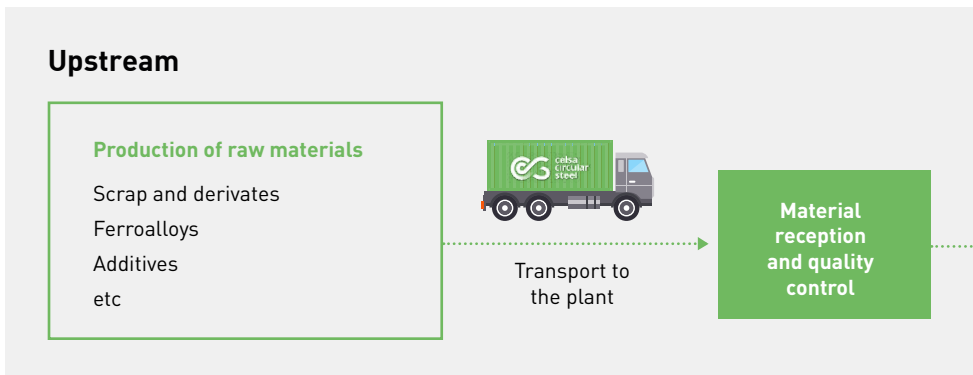 Upstream
Production of raw materials
Scrap and derivates
Ferroalloys
Additives
etc
celsa
circular
steel
Transport to
the plant
Material
reception
and quality
control